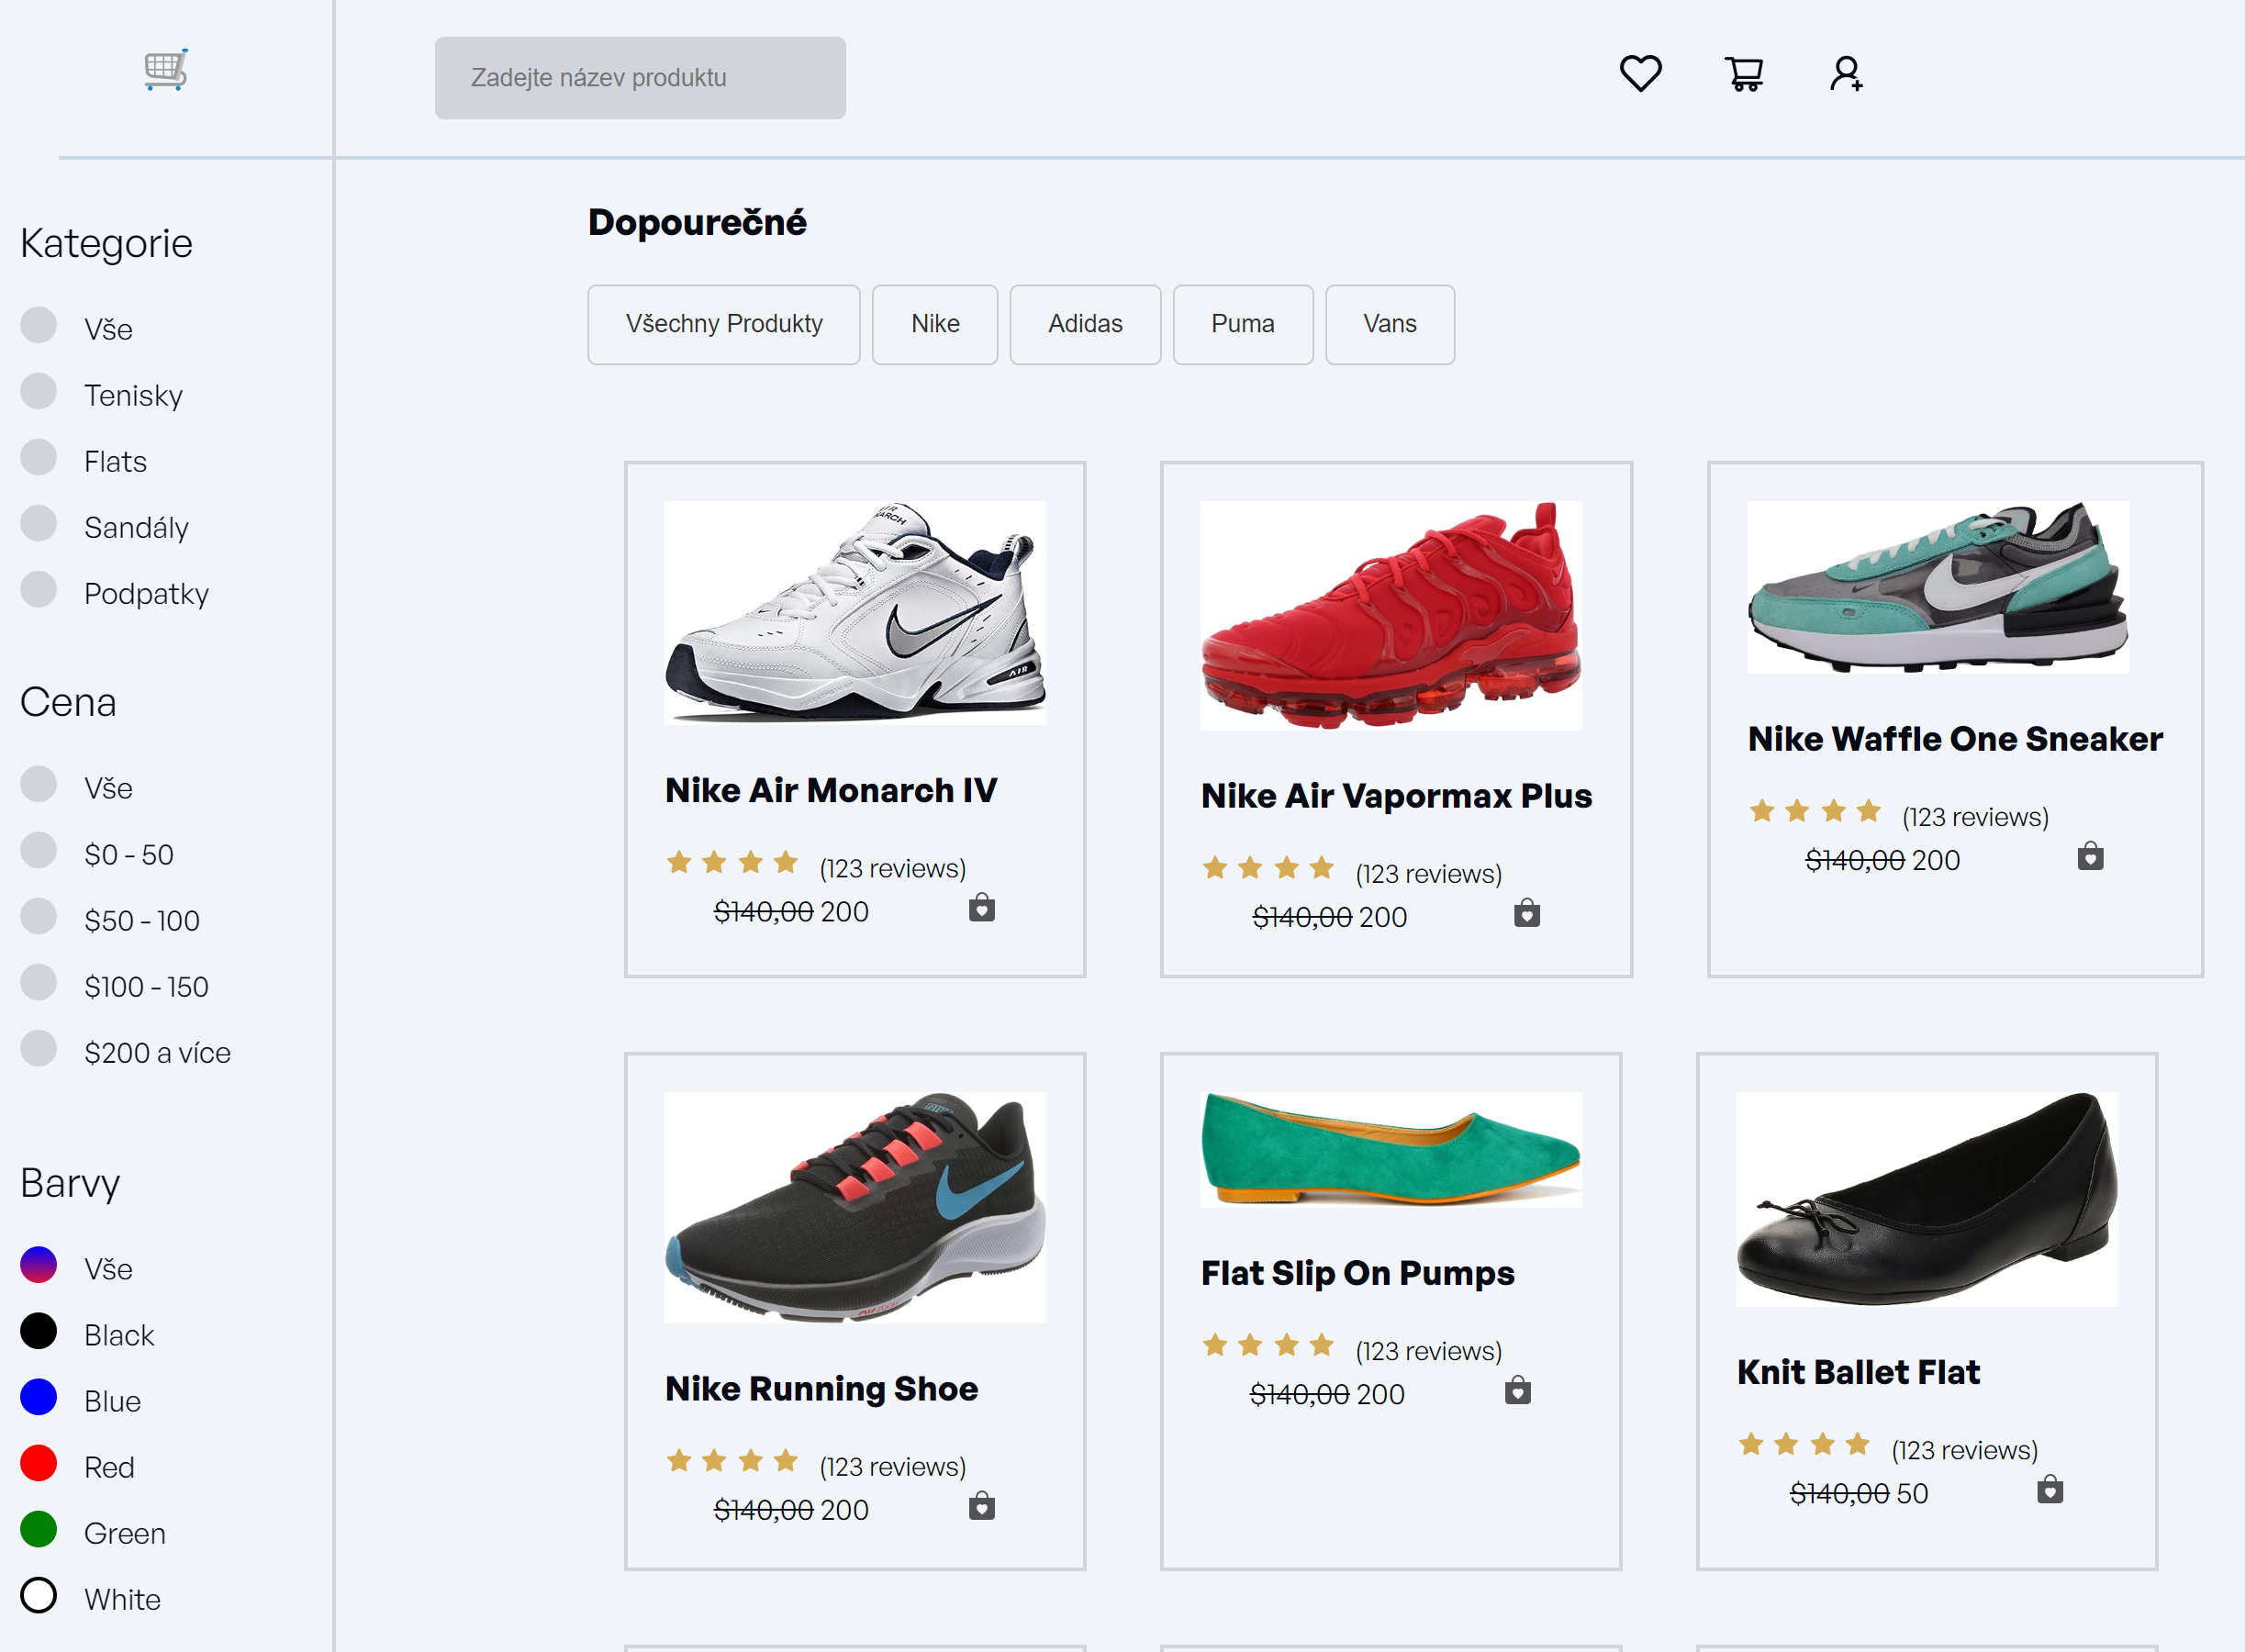 Zadejte název produktu
Kategorie
Vše
Tenisky
Flats
Sandály
Podpatky
Cena
Vše
$0 - 50
$50 - 100
$100 - 150
$200 a více
Barvy
Vše
Black
Blue
Red
Green
White
Dopourečné
Všechny Produkty
Nike
Adidas
Puma
Vans
AIR
MONARCH
AIR
Nike Air Monarch IV
(123 reviews)
$140,00 200
Nike Air Vapormax Plus
(123 reviews)
$140,00 200
Nike Waffle One Sneaker
(123 reviews)
$140,00 200
Nike Running Shoe
(123 reviews)
$140,00 200
Flat Slip On Pumps
(123 reviews)
$140,00 200
Knit Ballet Flat
(123 reviews)
$140,00 50